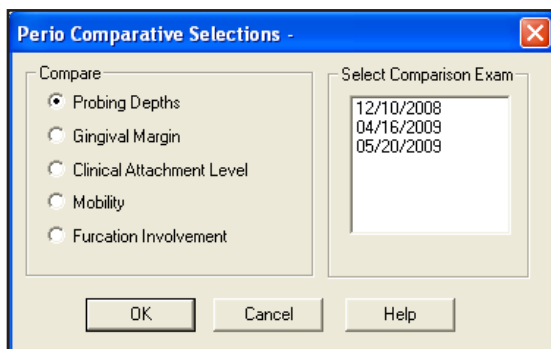 Perio Comparative Selections -
Compare
Probing Depths
Gingival Margin
Clinical Attachment Level
Mobility
Furcation Involvement
Select Comparison Exam
12/10/2008
04/16/2009
05/20/2009
OK
Cancel
Help